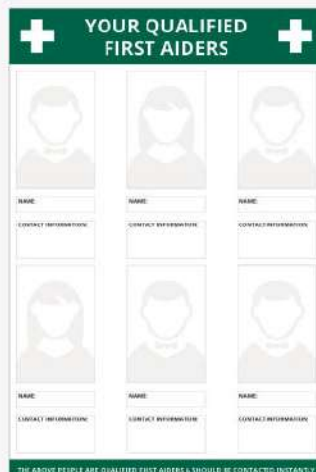 YOUR QUALIFIED
FIRST AIDERS
NAME: NAME: NAME:
CONTACT INFORMATION: CONTACT INFORMATION: CONTACT INFORMATION:
NAME: NAME: NAME:
CONTACT INFORMATION: CONTACT INFORMATION: CONTACT INFORMATION:
THE ABOVE PEOPLE ARE QUALIFIED FIRST AIDERS & SHOULD BE CONTACTED INSTANTLY